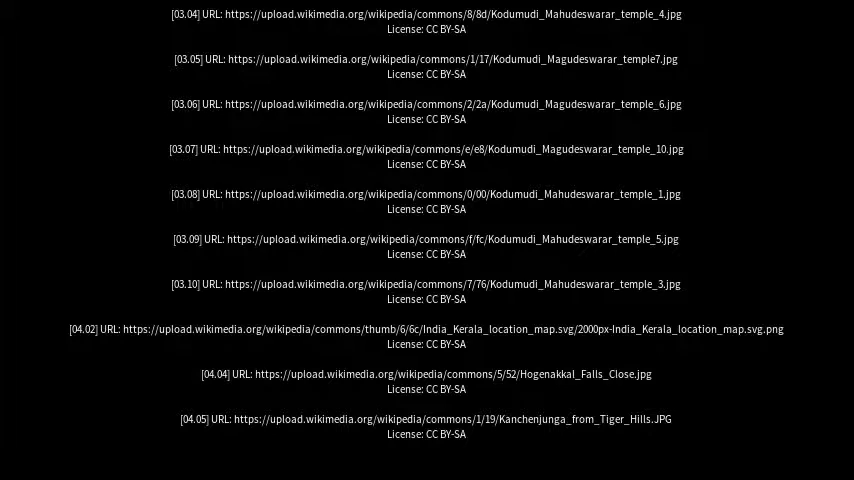 [03.04] URL: https://upload.wikimedia.org/wikipedia/commons/8/8d/Kodumudi_Mahudeswarar_temple_4.jpg
License: CC BY-SA
[03.05] URL: https://upload.wikimedia.org/wikipedia/commons/1/17/Kodumudi_Magudeswarar_temple7.jpg
License: CC BY-SA
[03.06] URL: https://upload.wikimedia.org/wikipedia/commons/2/2a/Kodumudi_Magudeswarar_temple_6.jpg
License: CC BY-SA
[03.07] URL: https://upload.wikimedia.org/wikipedia/commons/e/e8/Kodumudi_Magudeswarar_temple_10.jpg
License: CC BY-SA
[03.08] URL: https://upload.wikimedia.org/wikipedia/commons/0/00/Kodumudi_Mahudeswarar_temple_1.jpg
License: CC BY-SA
[03.09] URL: https://upload.wikimedia.org/wikipedia/commons/f/fc/Kodumudi_Mahudeswarar_temple_5.jpg
License: CC BY-SA
[03.10] URL: https://upload.wikimedia.org/wikipedia/commons/7/76/Kodumudi_Mahudeswarar_temple_3.jpg
License: CC BY-SA
[04.02] URL: https://upload.wikimedia.org/wikipedia/commons/thumb/6/6c/India_Kerala_location_map.svg/2000px-India_Kerala_location_map.svg.png
License: CC BY-SA
[04.04] URL: https://upload.wikimedia.org/wikipedia/commons/5/52/Hogenakkal_Falls_Close.jpg
License: CC BY-SA
[04.05] URL: https://upload.wikimedia.org/wikipedia/commons/1/19/Kanchenjunga_from_Tiger_Hills.JPG
License: CC BY-SA